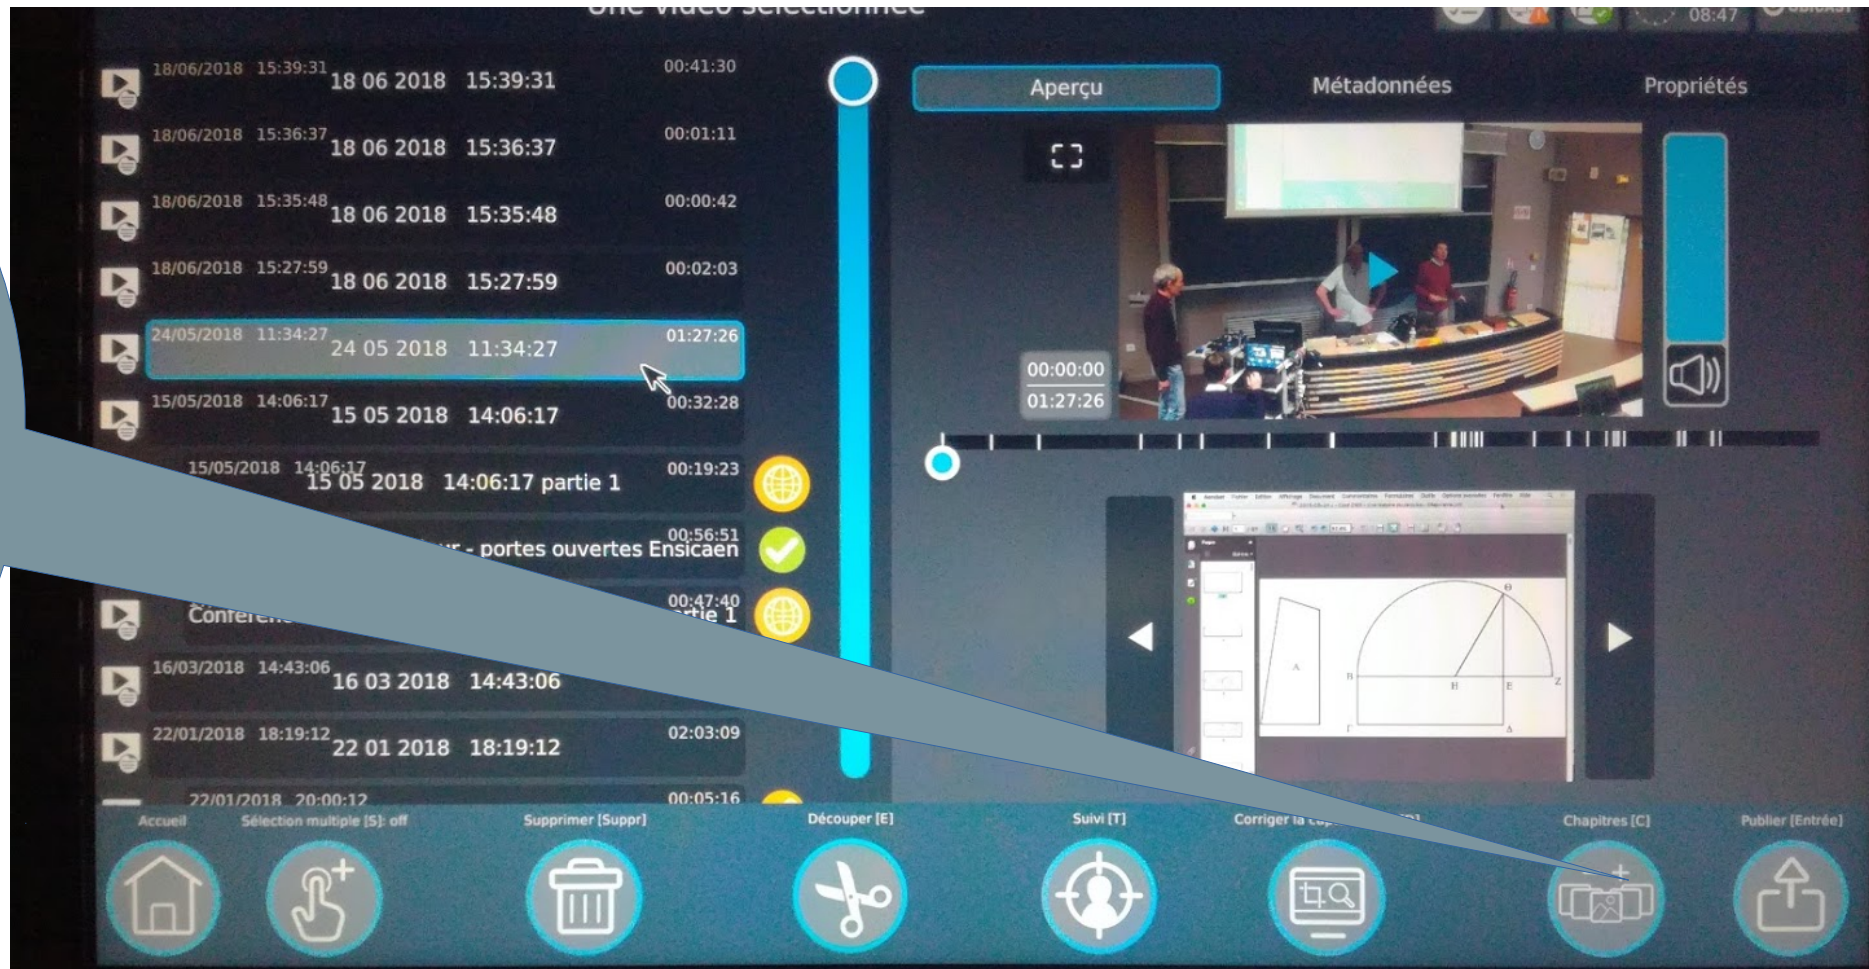 Une vidéo sélectionnée
08:47
UBICAST
18/06/2018 15:39:31
18 06 2018 15:39:31
00:41:30
18/06/2018 15:36:37
18 06 2018 15:36:37
00:01:11
18/06/2018 15:35:48
18 06 2018 15:35:48
00:00:42
18/06/2018 15:27:59
18 06 2018 15:27:59
00:02:03
24/05/2018 11:34:27
24 05 2018 11:34:27
01:27:26
15/05/2018 14:06:17
15 05 2018 14:06:17
00:32:28
15/05/2018 14:06:17
15 05 2018 14:06:17 partie 1
00:19:23
- portes ouvertes Ensicaen
00:56:51
partie 1
00:47:40
16/03/2018 14:43:06
16 03 2018 14:43:06
22/01/2018 18:19:12
22 01 2018 18:19:12
02:03:09
22/01/2018 20:00:12
00:05:16
Aperçu
Métadonnées
Propriétés
00:00:00
01:27:26
A
Θ
B
H
E
Z
Γ
Δ
Accueil
Sélection multiple [S]: off
Supprimer [Suppr]
Découper [E]
Suivi [T]
Corriger la
Chapitres [C]
Publier [Entrée]